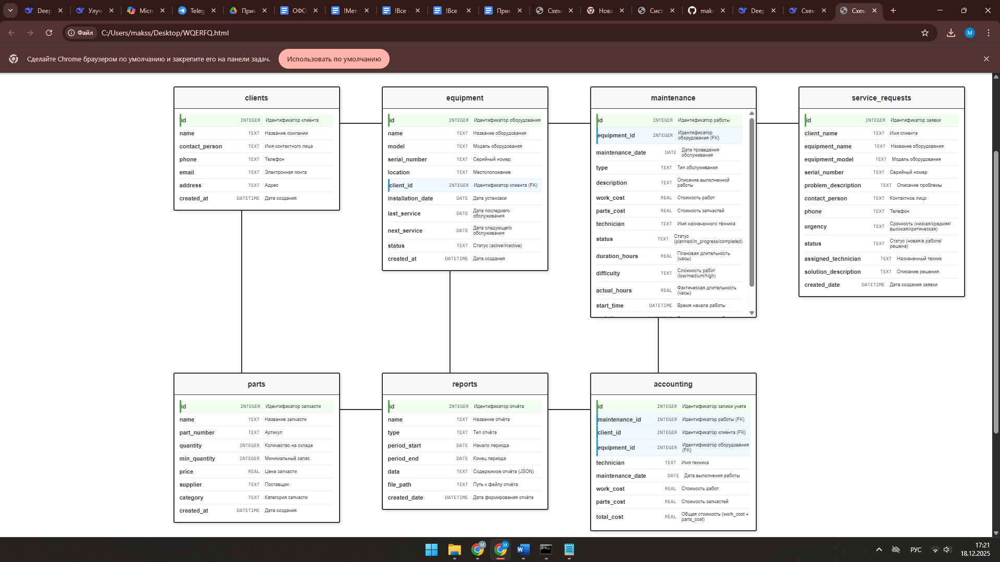 Deep
Улучш
Micro
Teleg
Прим
ОФО
!Мет
!Все
!Все
Прим
Схем
Нова
Сист
maks
Deep
Схем
Схем
Файл
C:/Users/makss/Desktop/WQERFQ.html
М
Сделайте Chrome браузером по умолчанию и закрепите его на панели задач.
Использовать по умолчанию
clients
id INTEGER Идентификатор клиента
name TEXT Название компании
contact_person TEXT Имя контактного лица
phone TEXT Телефон
email TEXT Электронная почта
address TEXT Адрес
created_at DATETIME Дата создания
equipment
id INTEGER Идентификатор оборудования
name TEXT Название оборудования
model TEXT Модель оборудования
serial_number TEXT Серийный номер
location TEXT Местоположение
client_id INTEGER Идентификатор клиента (FK)
installation_date DATE Дата установки
last_service DATE Дата последнего
обслуживания
next_service DATE Дата следующего
обслуживания
status TEXT Статус (active/inactive)
created_at DATETIME Дата создания
maintenance
id INTEGER Идентификатор работы
equipment_id INTEGER Идентификатор
оборудования (FK)
maintenance_date DATE Дата проведения
обслуживания
type TEXT Тип обслуживания
description TEXT Описание выполненной
работы
work_cost REAL Стоимость работ
parts_cost REAL Стоимость запчастей
technician TEXT Имя назначенного техника
status TEXT Статус
(planned/in_progress/completed)
duration_hours REAL Плановая длительность
(часы)
difficulty TEXT Сложность работ
(low/medium/high)
actual_hours REAL Фактическая длительность
(часы)
start_time DATETIME Время начала работы
service_requests
id INTEGER Идентификатор заявки
client_name TEXT Имя клиента
equipment_name TEXT Название оборудования
equipment_model TEXT Модель оборудования
serial_number TEXT Серийный номер
problem_description TEXT Описание проблемы
contact_person TEXT Контактное лицо
phone TEXT Телефон
urgency TEXT Срочность (низкая/средняя/
высокая/критическая)
status TEXT Статус (новая/в работе/
решена)
assigned_technician TEXT Назначенный техник
solution_description TEXT Описание решения
created_date DATETIME Дата создания заявки
parts
id INTEGER Идентификатор запчасти
name TEXT Название запчасти
part_number TEXT Артикул
quantity INTEGER Количество на складе
min_quantity INTEGER Минимальный запас
price REAL Цена запчасти
supplier TEXT Поставщик
category TEXT Категория запчасти
created_at DATETIME Дата создания
reports
id INTEGER Идентификатор отчёта
name TEXT Название отчёта
type TEXT Тип отчёта
period_start DATE Начало периода
period_end DATE Конец периода
data TEXT Содержимое отчёта (JSON)
file_path TEXT Путь к файлу отчёта
created_date DATETIME Дата формирования отчёта
accounting
id INTEGER Идентификатор записи учета
maintenance_id INTEGER Идентификатор работы (FK)
client_id INTEGER Идентификатор клиента (FK)
equipment_id INTEGER Идентификатор оборудования
(FK)
technician TEXT Имя техника
maintenance_date DATE Дата выполнения работы
work_cost REAL Стоимость работ
parts_cost REAL Стоимость запчастей
total_cost REAL Общая стоимость (work_cost +
parts_cost)
M
M
РУС
17:21
18.12.2025